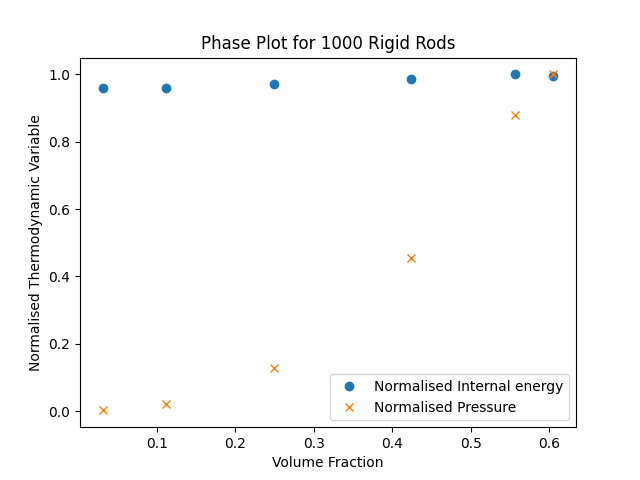 Phase Plot for 1000 Rigid Rods
Normalised Thermodynamic Variable
1.0
0.8
0.6
0.4
0.2
0.0
Normalised Internal energy
Normalised Pressure
0.1 0.2 0.3 0.4 0.5 0.6
Volume Fraction